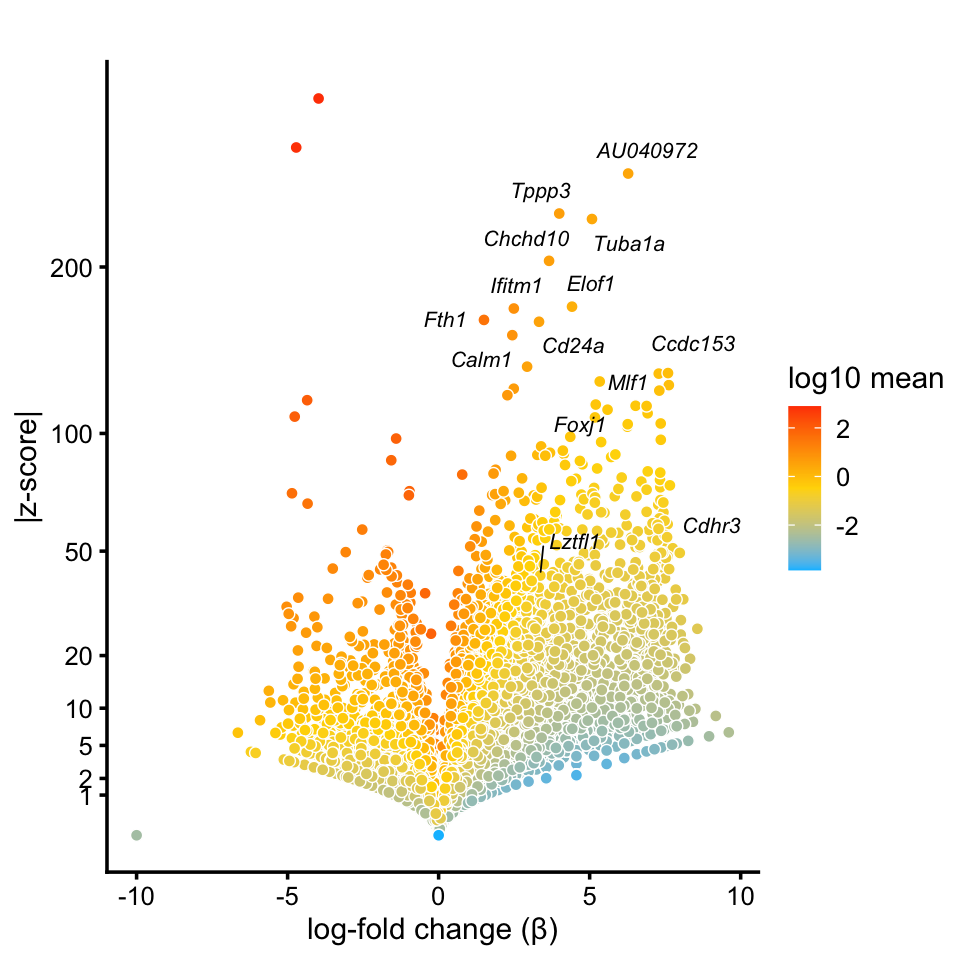 AU040972
Tppp3
Chchd10
Tuba1a
200
Ifitm1
Elof1
Fth1
Calm1
Cd24a
Ccdc153
Mlf1
log10 mean
100
Foxj1
2
0
-2
|z-score|
Cdhr3
Lztfl1
50
20
10
5
2
1
-10
-5
0
5
10
log-fold change (β)